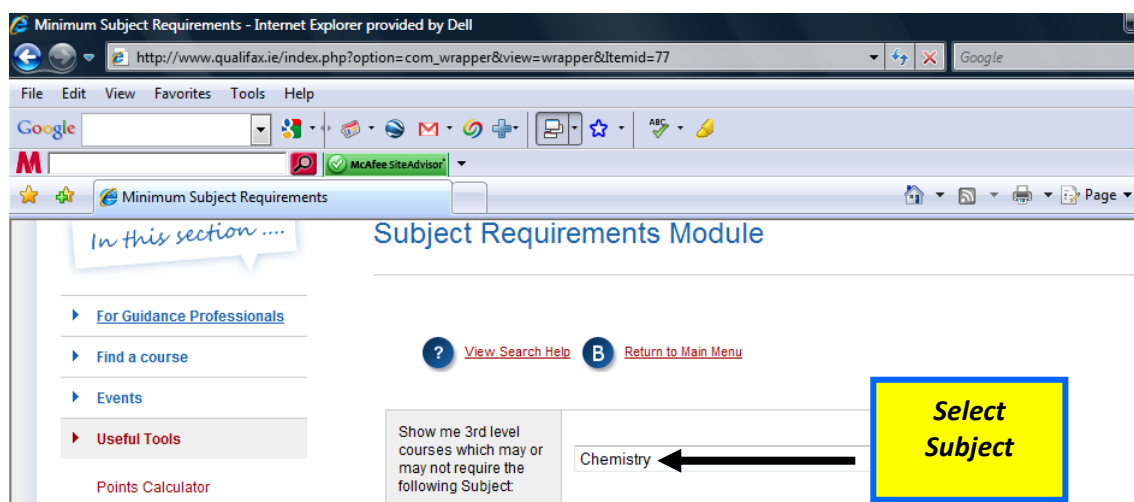 Minimum Subject Requirements - Internet Explorer provided by Dell
http://www.qualifax.ie/index.php?option=com_wrapper&view=wrapper&Itemid=77
Google
File Edit View Favorites Tools Help
Google
ABC
M
McAfee SiteAdvisor
Minimum Subject Requirements
Page
In this section ....
Subject Requirements Module
For Guidance Professionals
? View Search Help B Return to Main Menu
Find a course
Events
Useful Tools
Points Calculator
Show me 3rd level
courses which may or
may not require the
following Subject:
Chemistry
Select
Subject